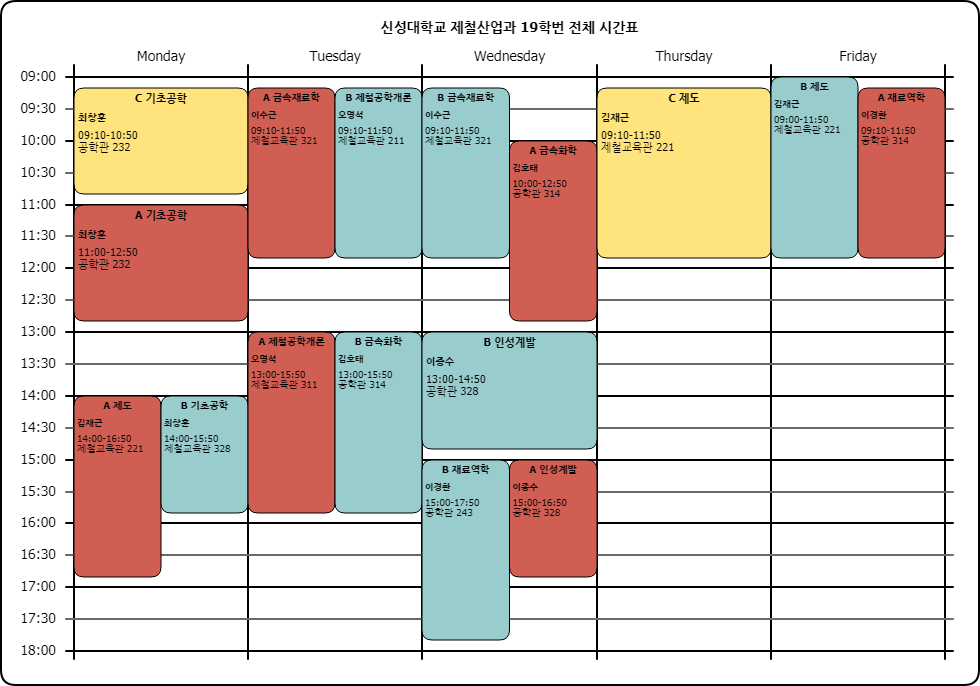 신성대학교 제철산업과 19학번 전체 시간표
Monday
Tuesday
Wednesday
Thursday
Friday
09:00
09:30
10:00
10:30
11:00
11:30
12:00
12:30
13:00
13:30
14:00
14:30
15:00
15:30
16:00
16:30
17:00
17:30
18:00
C 기초공학
최창훈
09:10-10:50
공학관 232
A 기초공학
최창훈
11:00-12:50
공학관 232
A 제도
김재근
14:00-16:50
제철교육관 221
B 기초공학
최창훈
14:00-15:50
제철교육관 328
A 금속재료학
이수근
09:10-11:50
제철교육관 321
B 제철공학개론
오명석
09:10-11:50
제철교육관 211
A 제철공학개론
오명석
13:00-15:50
제철교육관 311
B 금속화학
김호태
13:00-15:50
공학관 314
B 금속재료학
이수근
09:10-11:50
제철교육관 321
A 금속화학
김호태
10:00-12:50
공학관 314
B 인성계발
이종수
13:00-14:50
공학관 328
B 재료역학
이경환
15:00-17:50
공학관 243
A 인성계발
이종수
15:00-16:50
공학관 328
C 제도
김재근
09:10-11:50
제철교육관 221
B 제도
김재근
09:00-11:50
제철교육관 221
A 재료역학
이경환
09:10-11:50
공학관 314